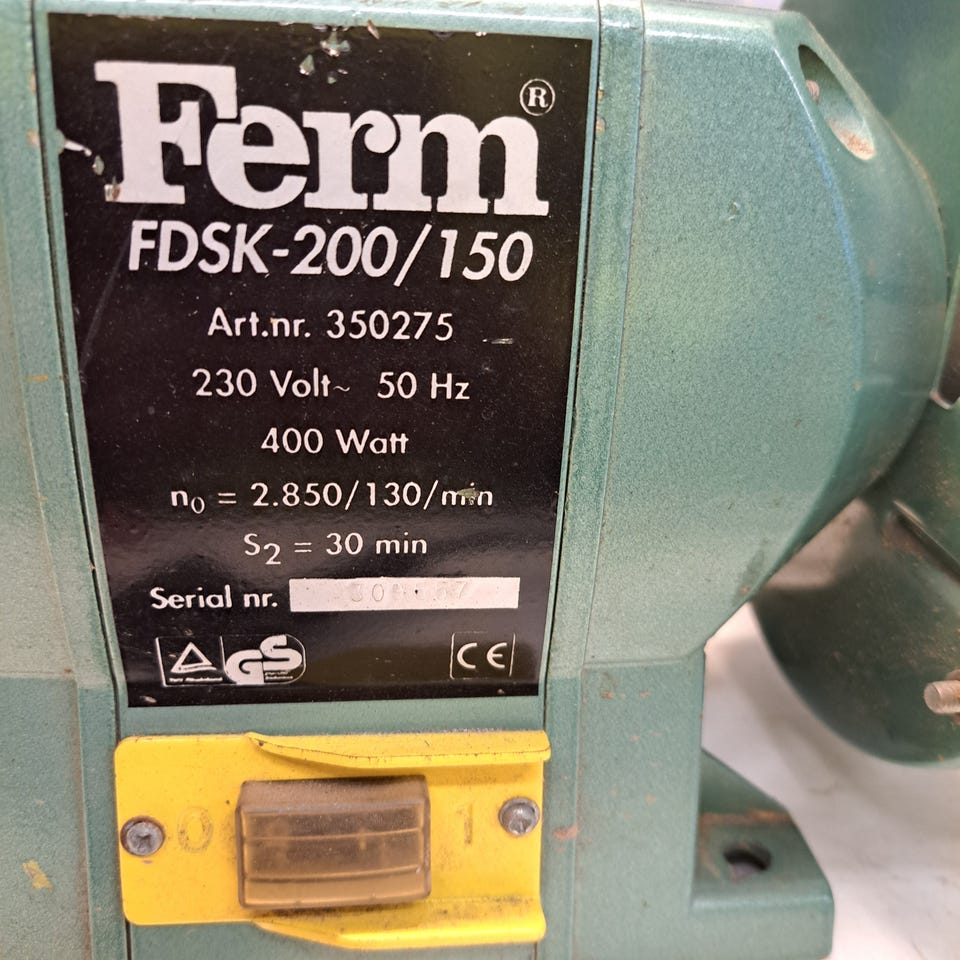 Ferm®
FDSK-200/150
Art.nr. 350275
230 Volt~ 50 Hz
400 Watt
n₀ = 2.850/130/min
S₂ = 30 min
Serial nr.
GS
CE
0 1